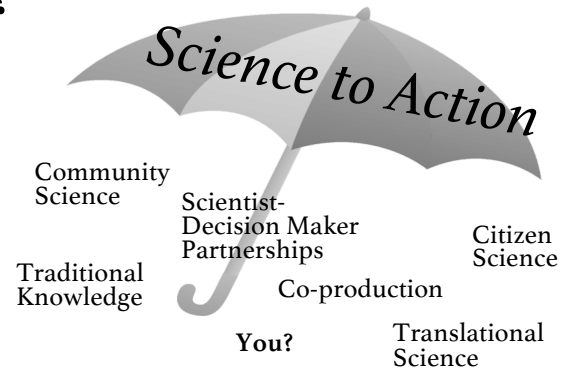 Science to Action
Community
Science
Scientist-
Decision Maker
Partnerships
Citizen
Science
Traditional
Knowledge
Co-production
You?
Translational
Science